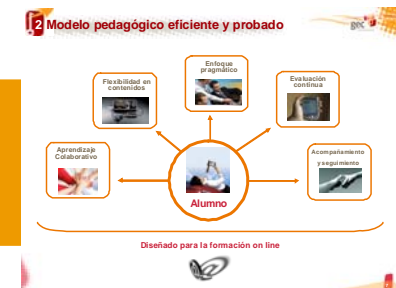 2 Modelo pedagógico eficiente y probado
gec
Enfoque
pragmático
Flexibilidad en
contenidos
Evaluación
continua
Aprendizaje
Colaborativo
Acompañamiento
y seguimiento
Alumno
Diseñado para la formación on line